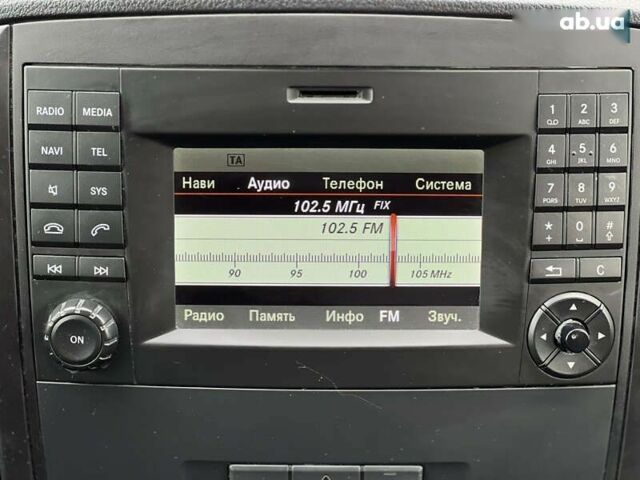 ab.ua
RADIO MEDIA
NAVI TEL
SYS
ON
TA
Нави Аудио Телефон Система
102.5 МГц FIX
102.5 FM
90 95 100 105 MHz
Радио Память Инфо FM Звуч.
1 2 ABC 3 DEF
4 GHI 5 JKL 6 MNO
7 PQRS 8 TUV 9 WXYZ
* 0 #
C